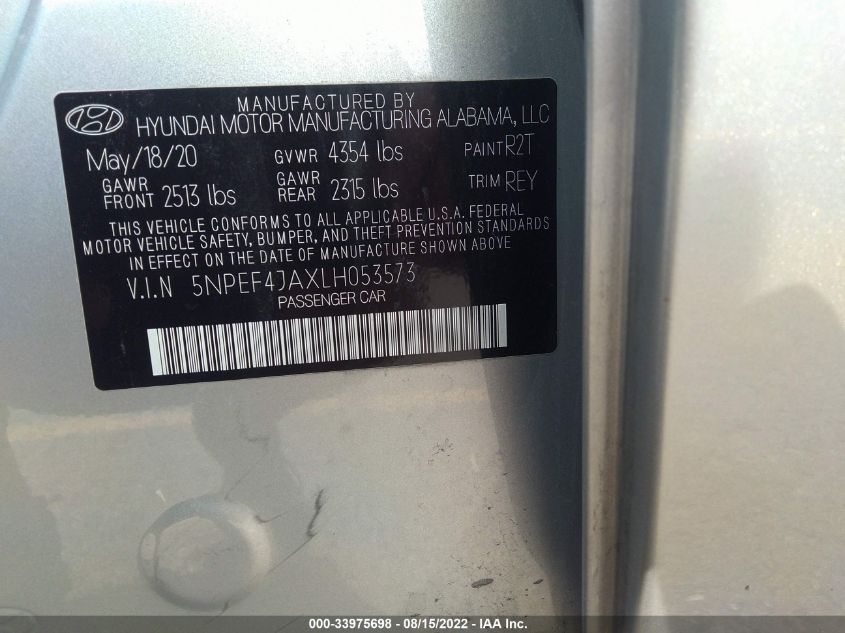 MANUFACTURED BY
HYUNDAI MOTOR MANUFACTURING ALABAMA, LLC
May/18/20 GVWR 4354 lbs PAINT R2T
GAWR FRONT 2513 lbs GAWR REAR 2315 lbs TRIM REY
THIS VEHICLE CONFORMS TO ALL APPLICABLE U.S.A. FEDERAL
MOTOR VEHICLE SAFETY, BUMPER, AND THEFT PREVENTION STANDARDS
IN EFFECT ON THE DATE OF MANUFACTURE SHOWN ABOVE
V.I.N 5NPEF4JAXLH053573
PASSENGER CAR
000-33975698 - 08/15/2022 - IAA Inc.